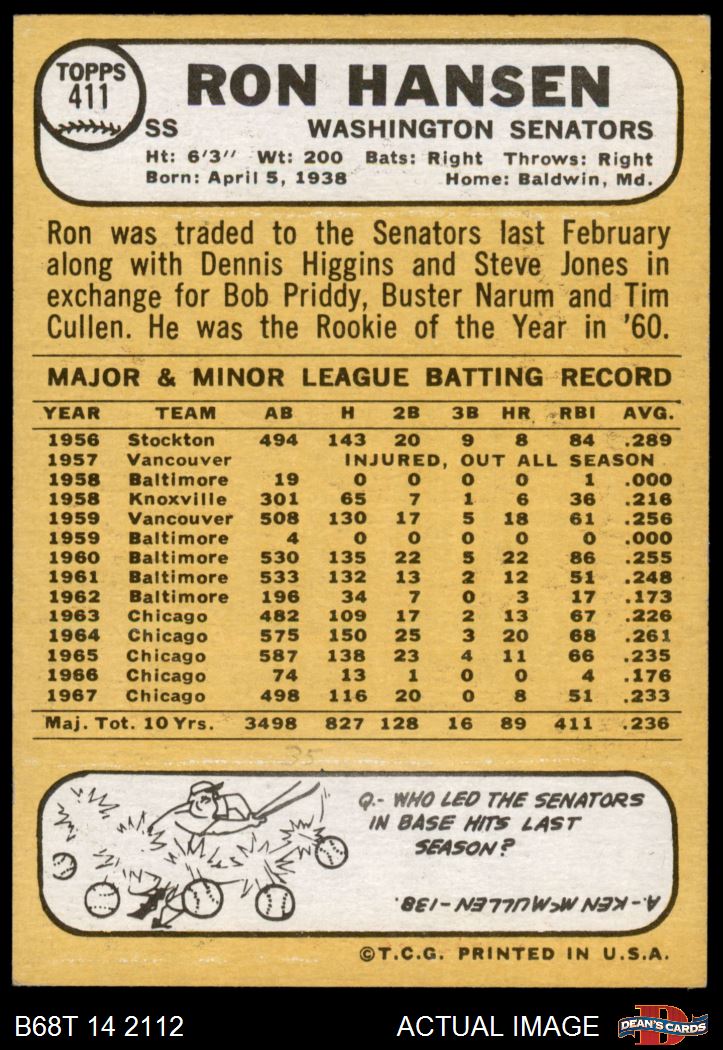 TOPPS
411
RON HANSEN
SS WASHINGTON SENATORS
Ht: 6'3" Wt: 200 Bats: Right Throws: Right
Born: April 5, 1938 Home: Baldwin, Md.
Ron was traded to the Senators last February
along with Dennis Higgins and Steve Jones in
exchange for Bob Priddy, Buster Narum and Tim
Cullen. He was the Rookie of the Year in '60.
MAJOR & MINOR LEAGUE BATTING RECORD
YEAR TEAM AB H 2B 3B HR RBI AVG.
1956 Stockton 494 143 20 9 8 84 .289
1957 Vancouver INJURED, OUT ALL SEASON
1958 Baltimore 19 0 0 0 0 1 .000
1958 Knoxville 301 65 7 1 6 36 .216
1959 Vancouver 508 130 17 5 18 61 .256
1959 Baltimore 4 0 0 0 0 0 .000
1960 Baltimore 530 135 22 5 22 86 .255
1961 Baltimore 533 132 13 2 12 51 .248
1962 Baltimore 196 34 7 0 3 17 .173
1963 Chicago 482 109 17 2 13 67 .226
1964 Chicago 575 150 25 3 20 68 .261
1965 Chicago 587 138 23 4 11 66 .235
1966 Chicago 74 13 1 0 0 4 .176
1967 Chicago 498 116 20 0 8 51 .233
Maj. Tot. 10 Yrs. 3498 827 128 16 89 411 .236
35
Q.- WHO LED THE SENATORS
IN BASE HITS LAST
SEASON?
A- KEN McMULLEN - 138.
©T.C.G. PRINTED IN U.S.A.
B68T 14 2112 ACTUAL IMAGE
D
DEAN'S CARDS